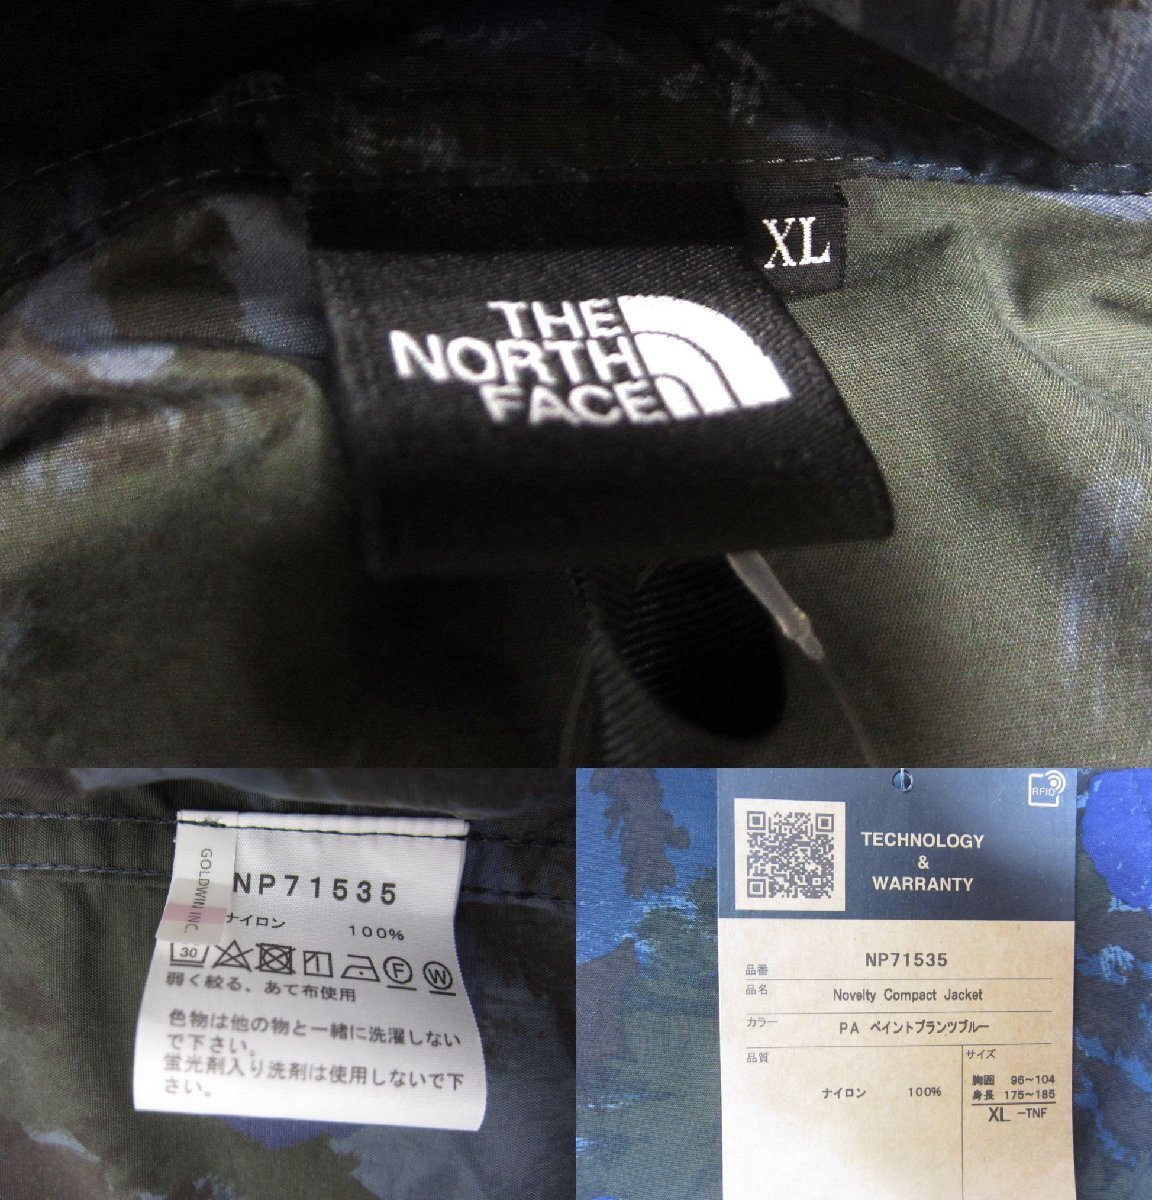 XL
THE
NORTH
FACE
GOLDWIN INC.
NP71535
ナイロン 100%
30
F
W
弱く絞る、あて布使用
色物は他の物と一緒に洗濯しない
で下さい。
蛍光剤入り洗剤は使用しないで下
さい。
RFID
TECHNOLOGY
&
WARRANTY
品番 NP71535
品名 Novelty Compact Jacket
カラー PA ペイントプランツブルー
品質
ナイロン 100%
サイズ
胸囲 96〜104
身長 175〜185
XL -TNF